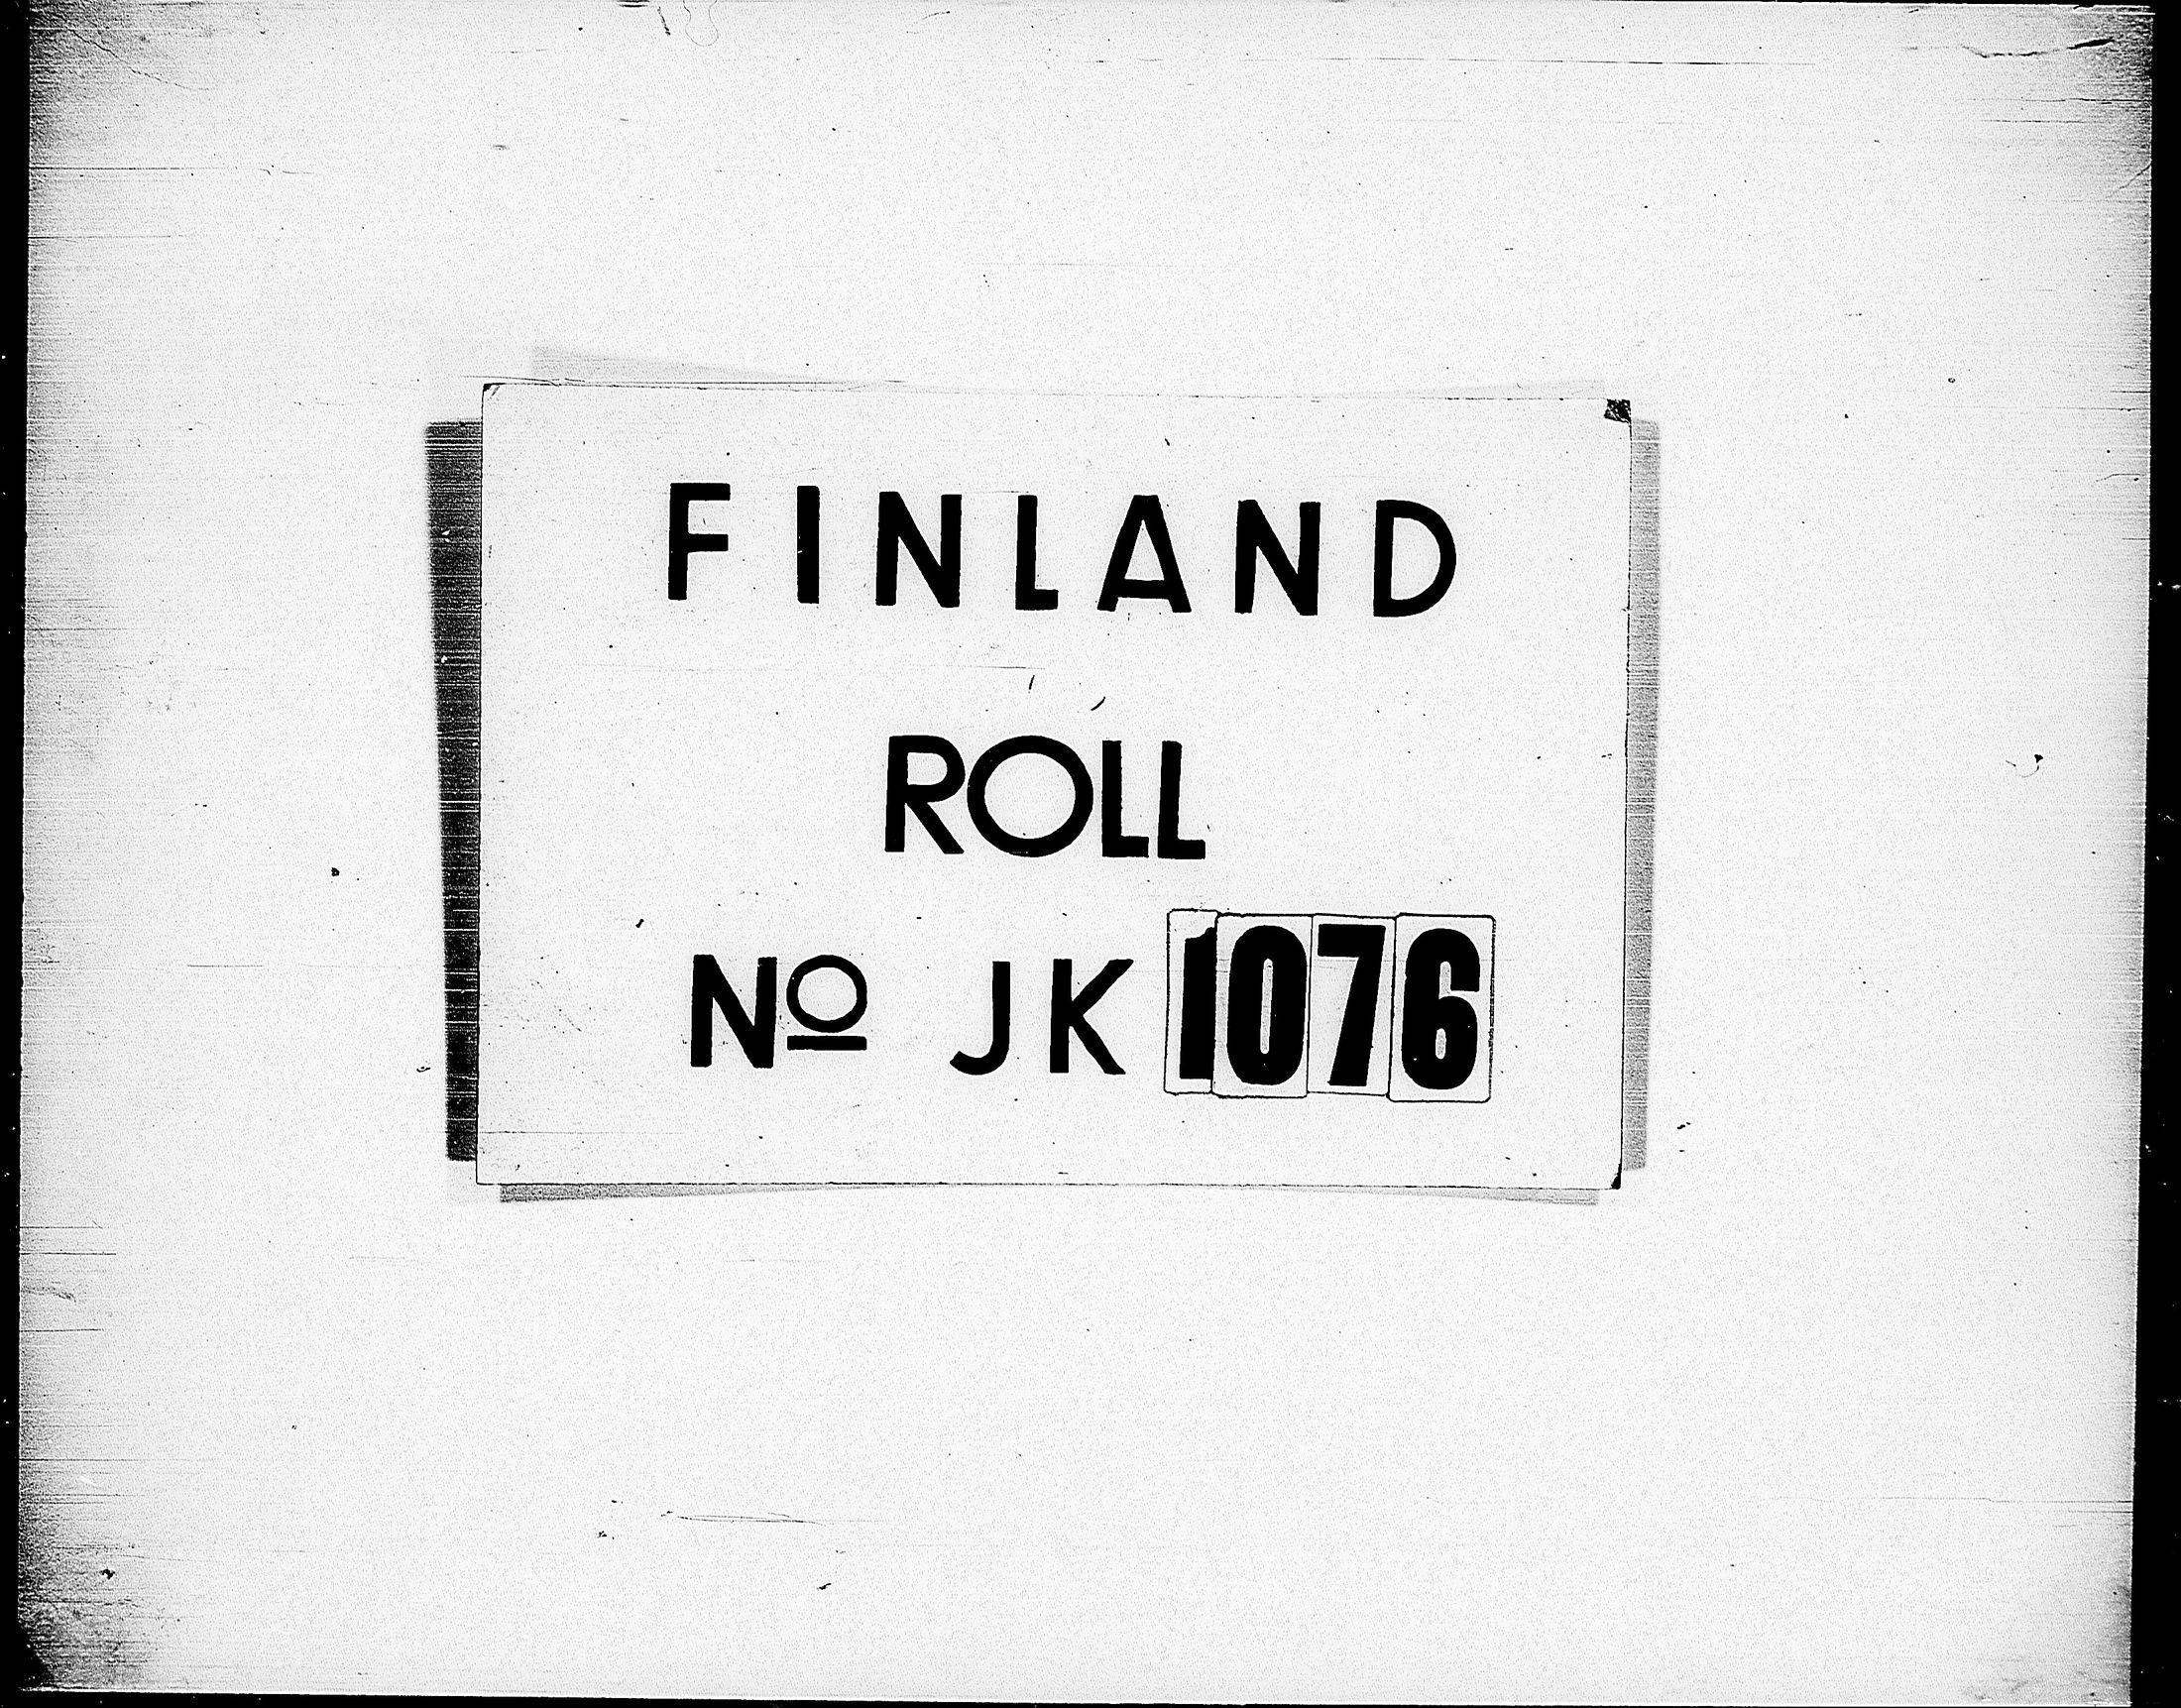 FINLAND
ROLL
Nº JK 1076